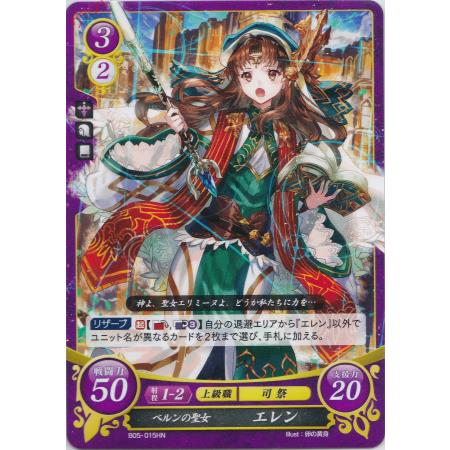 3
2
神よ、聖女エリミーヌよ、どうか私たちに力を…
リザーブ 起【 、 3】自分の退避エリアから『エレン』以外で
ユニット名が異なるカードを2枚まで選び、手札に加える。
戦闘力 50
射程 1-2 上級職 司祭
支援力 20
ベルンの聖女 エレン
B05-015HN Illust：卵の黄身